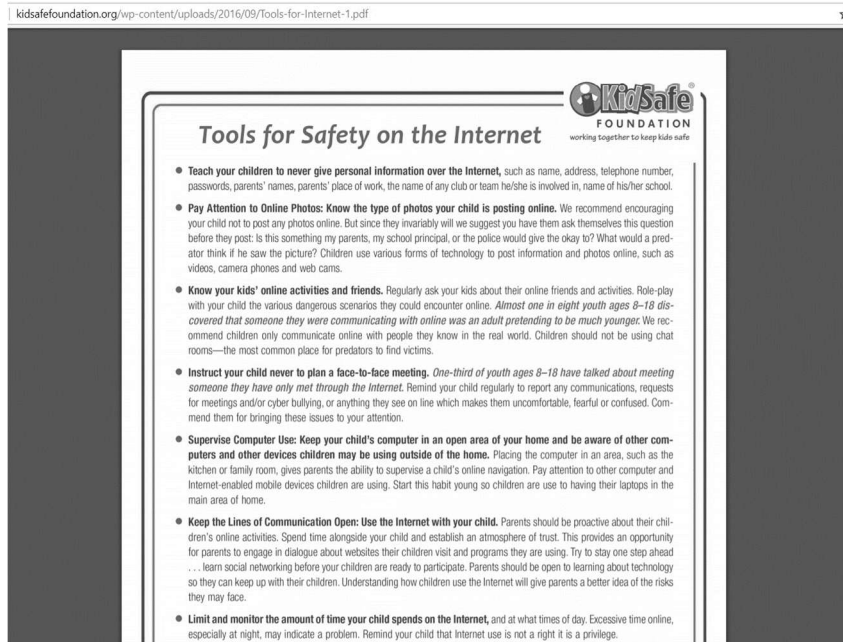 kidsafefoundation.org/wp-content/uploads/2016/09/Tools-for-Internet-1.pdf
KidSafe®
FOUNDATION
working together to keep kids safe
Tools for Safety on the Internet
● Teach your children to never give personal information over the Internet, such as name, address, telephone number,
passwords, parents' names, parents' place of work, the name of any club or team he/she is involved in, name of his/her school.
● Pay Attention to Online Photos: Know the type of photos your child is posting online. We recommend encouraging
your child not to post any photos online. But since they invariably will we suggest you have them ask themselves this question
before they post: Is this something my parents, my school principal, or the police would give the okay to? What would a pred-
ator think if he saw the picture? Children use various forms of technology to post information and photos online, such as
videos, camera phones and web cams.
● Know your kids' online activities and friends. Regularly ask your kids about their online friends and activities. Role-play
with your child the various dangerous scenarios they could encounter online. Almost one in eight youth ages 8–18 dis-
covered that someone they were communicating with online was an adult pretending to be much younger. We rec-
ommend children only communicate online with people they know in the real world. Children should not be using chat
rooms—the most common place for predators to find victims.
● Instruct your child never to plan a face-to-face meeting. One-third of youth ages 8–18 have talked about meeting
someone they have only met through the Internet. Remind your child regularly to report any communications, requests
for meetings and/or cyber bullying, or anything they see on line which makes them uncomfortable, fearful or confused. Com-
mend them for bringing these issues to your attention.
● Supervise Computer Use: Keep your child's computer in an open area of your home and be aware of other com-
puters and other devices children may be using outside of the home. Placing the computer in an area, such as the
kitchen or family room, gives parents the ability to supervise a child's online navigation. Pay attention to other computer and
Internet-enabled mobile devices children are using. Start this habit young so children are use to having their laptops in the
main area of home.
● Keep the Lines of Communication Open: Use the Internet with your child. Parents should be proactive about their chil-
dren's online activities. Spend time alongside your child and establish an atmosphere of trust. This provides an opportunity
for parents to engage in dialogue about websites their children visit and programs they are using. Try to stay one step ahead
. . . learn social networking before your children are ready to participate. Parents should be open to learning about technology
so they can keep up with their children. Understanding how children use the Internet will give parents a better idea of the risks
they may face.
● Limit and monitor the amount of time your child spends on the Internet, and at what times of day. Excessive time online,
especially at night, may indicate a problem. Remind your child that Internet use is not a right it is a privilege.